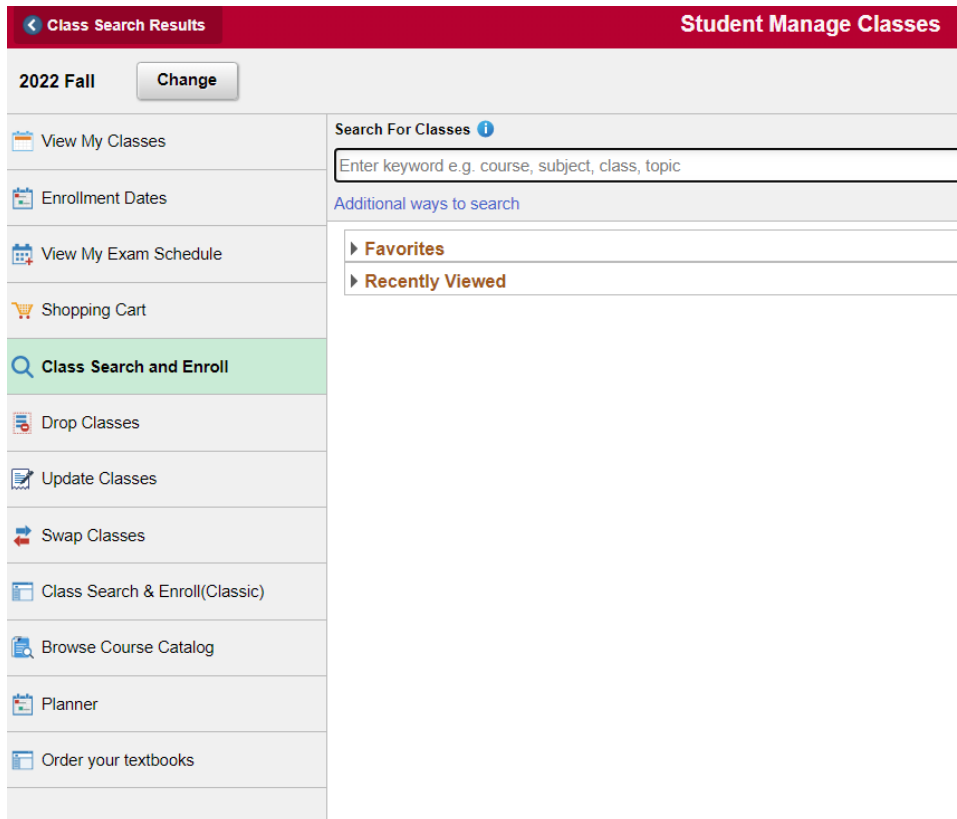 Class Search Results
Student Manage Classes
2022 Fall
Change
View My Classes
Enrollment Dates
View My Exam Schedule
Shopping Cart
Class Search and Enroll
Drop Classes
Update Classes
Swap Classes
Class Search & Enroll(Classic)
Browse Course Catalog
Planner
Order your textbooks
Search For Classes
Enter keyword e.g. course, subject, class, topic
Additional ways to search
Favorites
Recently Viewed